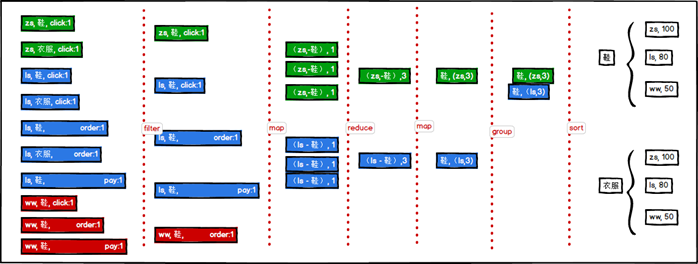 zs, 鞋, click:1
zs, 衣服, click:1
ls, 鞋, click:1
ls, 衣服, click:1
ls, 鞋, order:1
ls, 衣服, order:1
ls, 鞋, pay:1
ww, 鞋, click:1
ww, 鞋, order:1
ww, 鞋, pay:1
filter
zs, 鞋, click:1
ls, 鞋, click:1
ls, 鞋, order:1
ls, 鞋, pay:1
ww, 鞋, order:1
map
(zs,-鞋), 1
(zs,-鞋), 1
(zs,-鞋), 1
(ls - 鞋), 1
(ls - 鞋), 1
(ls - 鞋), 1
reduce
(zs,-鞋),3
(ls - 鞋),3
map
鞋, (zs,3)
鞋, (ls,3)
group
鞋, (zs,3)
鞋, (ls,3)
sort
鞋
zs, 100
ls, 80
ww, 50
衣服
zs, 100
ls, 80
ww, 50